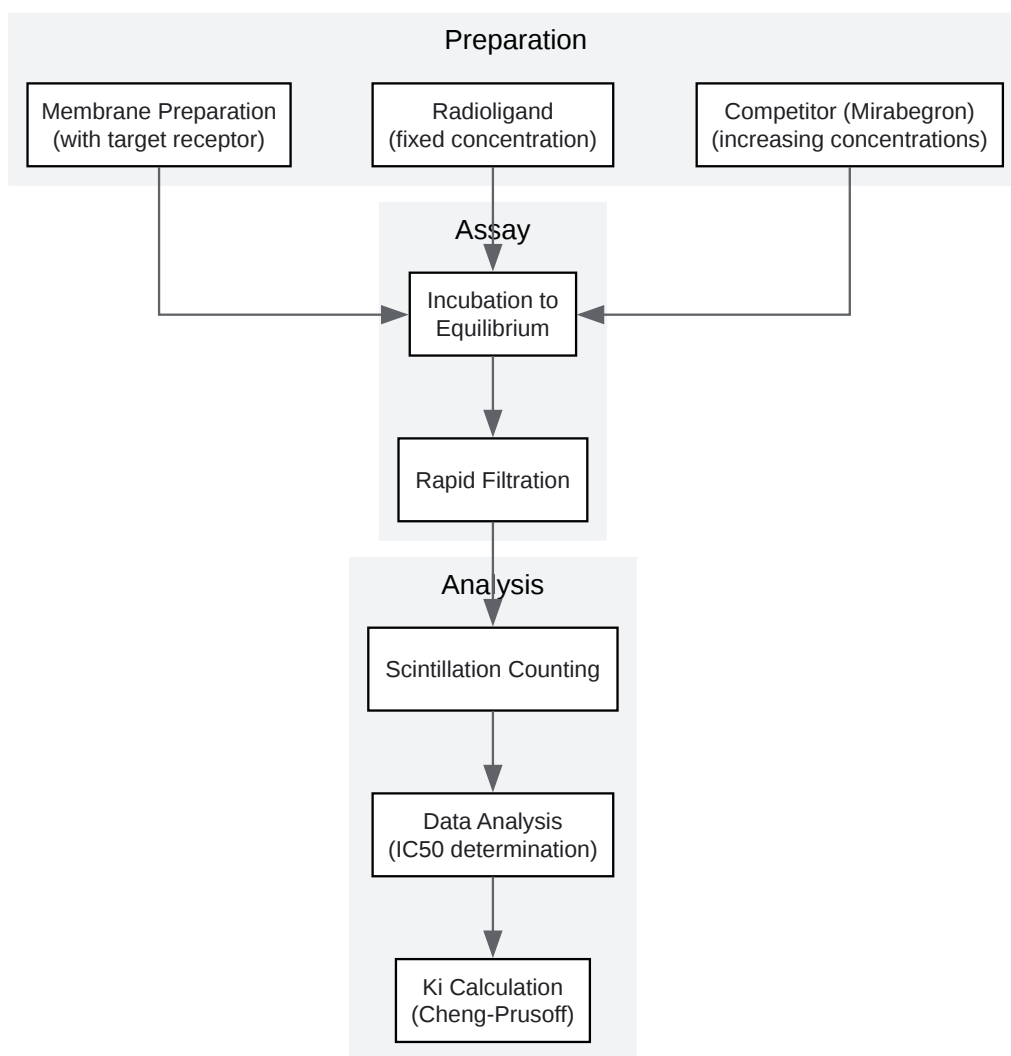 Preparation
Membrane Preparation
(with target receptor)
Radioligand
(fixed concentration)
Competitor (Mirabegron)
(increasing concentrations)
Assay
Incubation to
Equilibrium
Rapid Filtration
Analysis
Scintillation Counting
Data Analysis
(IC50 determination)
Ki Calculation
(Cheng-Prusoff)